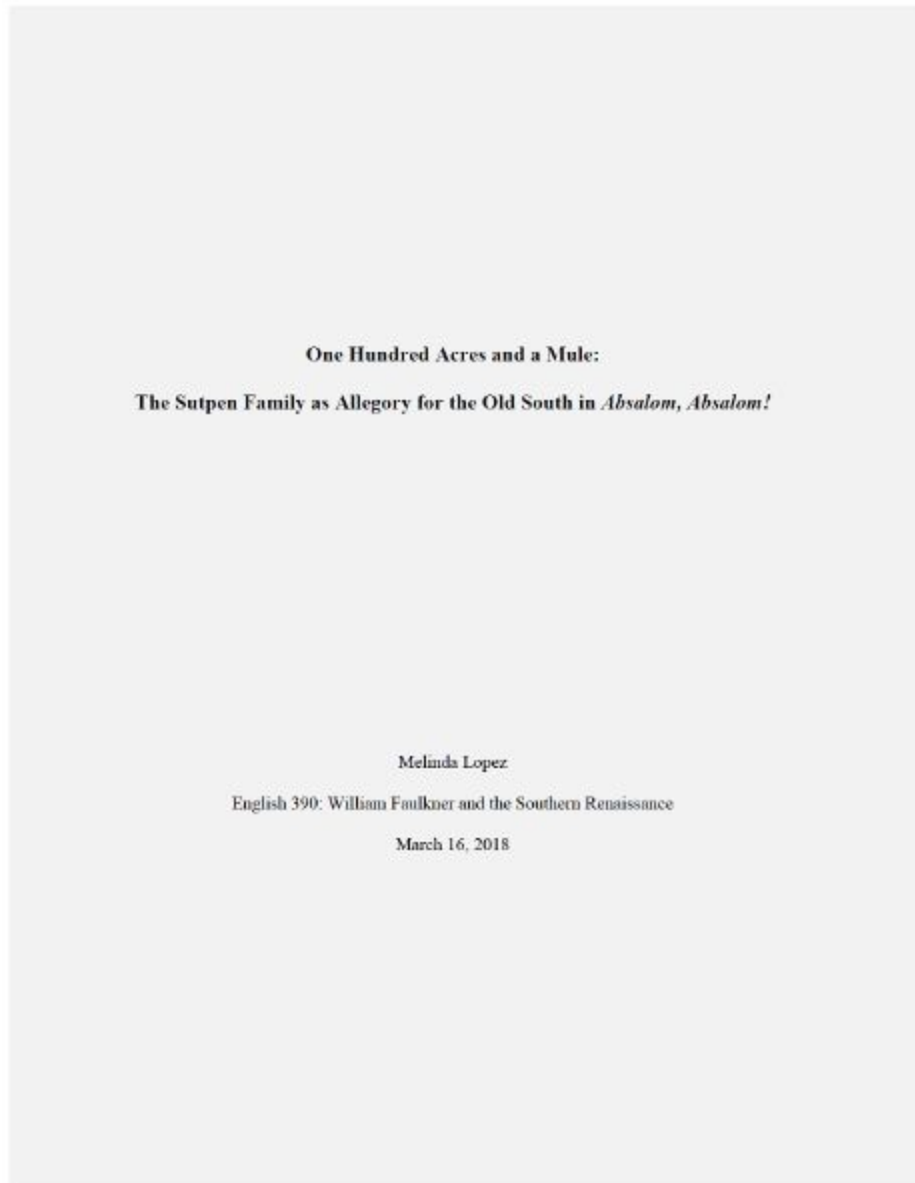 One Hundred Acres and a Mule:
The Sutpen Family as Allegory for the Old South in Absalom, Absalom!
Melinda Lopez
English 390: William Faulkner and the Southern Renaissance
March 16, 2018